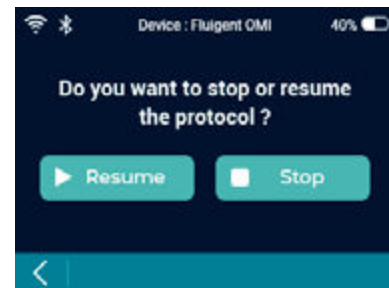 Device : Fluigent OMI 40%
Do you want to stop or resume
the protocol ?
Resume Stop